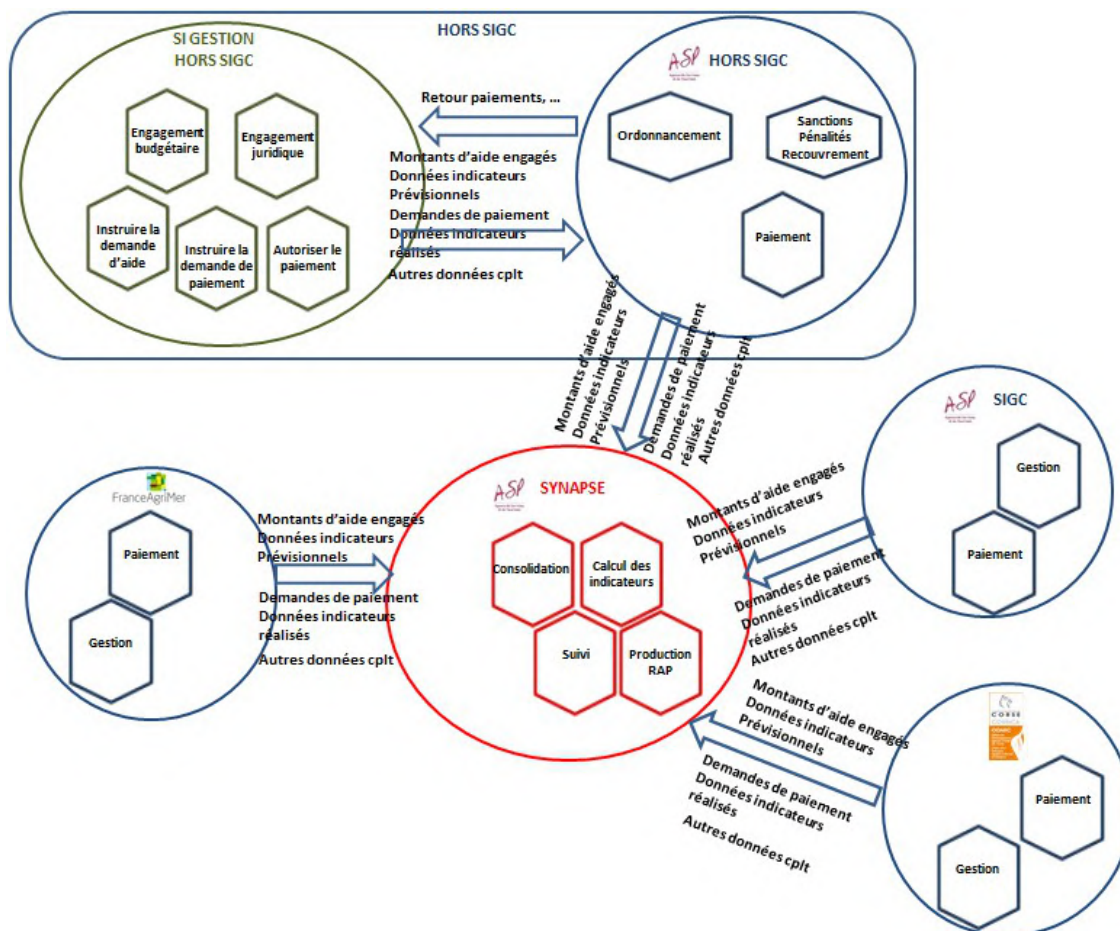 HORS SIGC
SI GESTION
HORS SIGC
Engagement
budgétaire
Engagement
juridique
Instruire la
demande
d'aide
Instruire la
demande de
paiement
Autoriser le
paiement
Retour paiements, ...
Montants d'aide engagés
Données indicateurs
Prévisionnels
Demandes de paiement
Données indicateurs
réalisés
Autres données cplt
ASP
HORS SIGC
Ordonnancement
Sanctions
Pénalités
Recouvrement
Paiement
Montants d'aide engagés
Données indicateurs
Prévisionnels
Demandes de paiement
Données indicateurs
réalisés
Autres données cplt
ASP
SIGC
Gestion
Paiement
Montants d'aide engagés
Données indicateurs
Prévisionnels
Demandes de paiement
Données indicateurs
réalisés
Autres données cplt
FranceAgriMer
Paiement
Gestion
Montants d'aide engagés
Données indicateurs
Prévisionnels
Demandes de paiement
Données indicateurs
réalisés
Autres données cplt
ASP
SYNAPSE
Consolidation
Calcul des
indicateurs
Suivi
Production
RAP
Montants d'aide engagés
Données indicateurs
Prévisionnels
Demandes de paiement
Données indicateurs
réalisés
Autres données cplt
CORSE
Paiement
Gestion